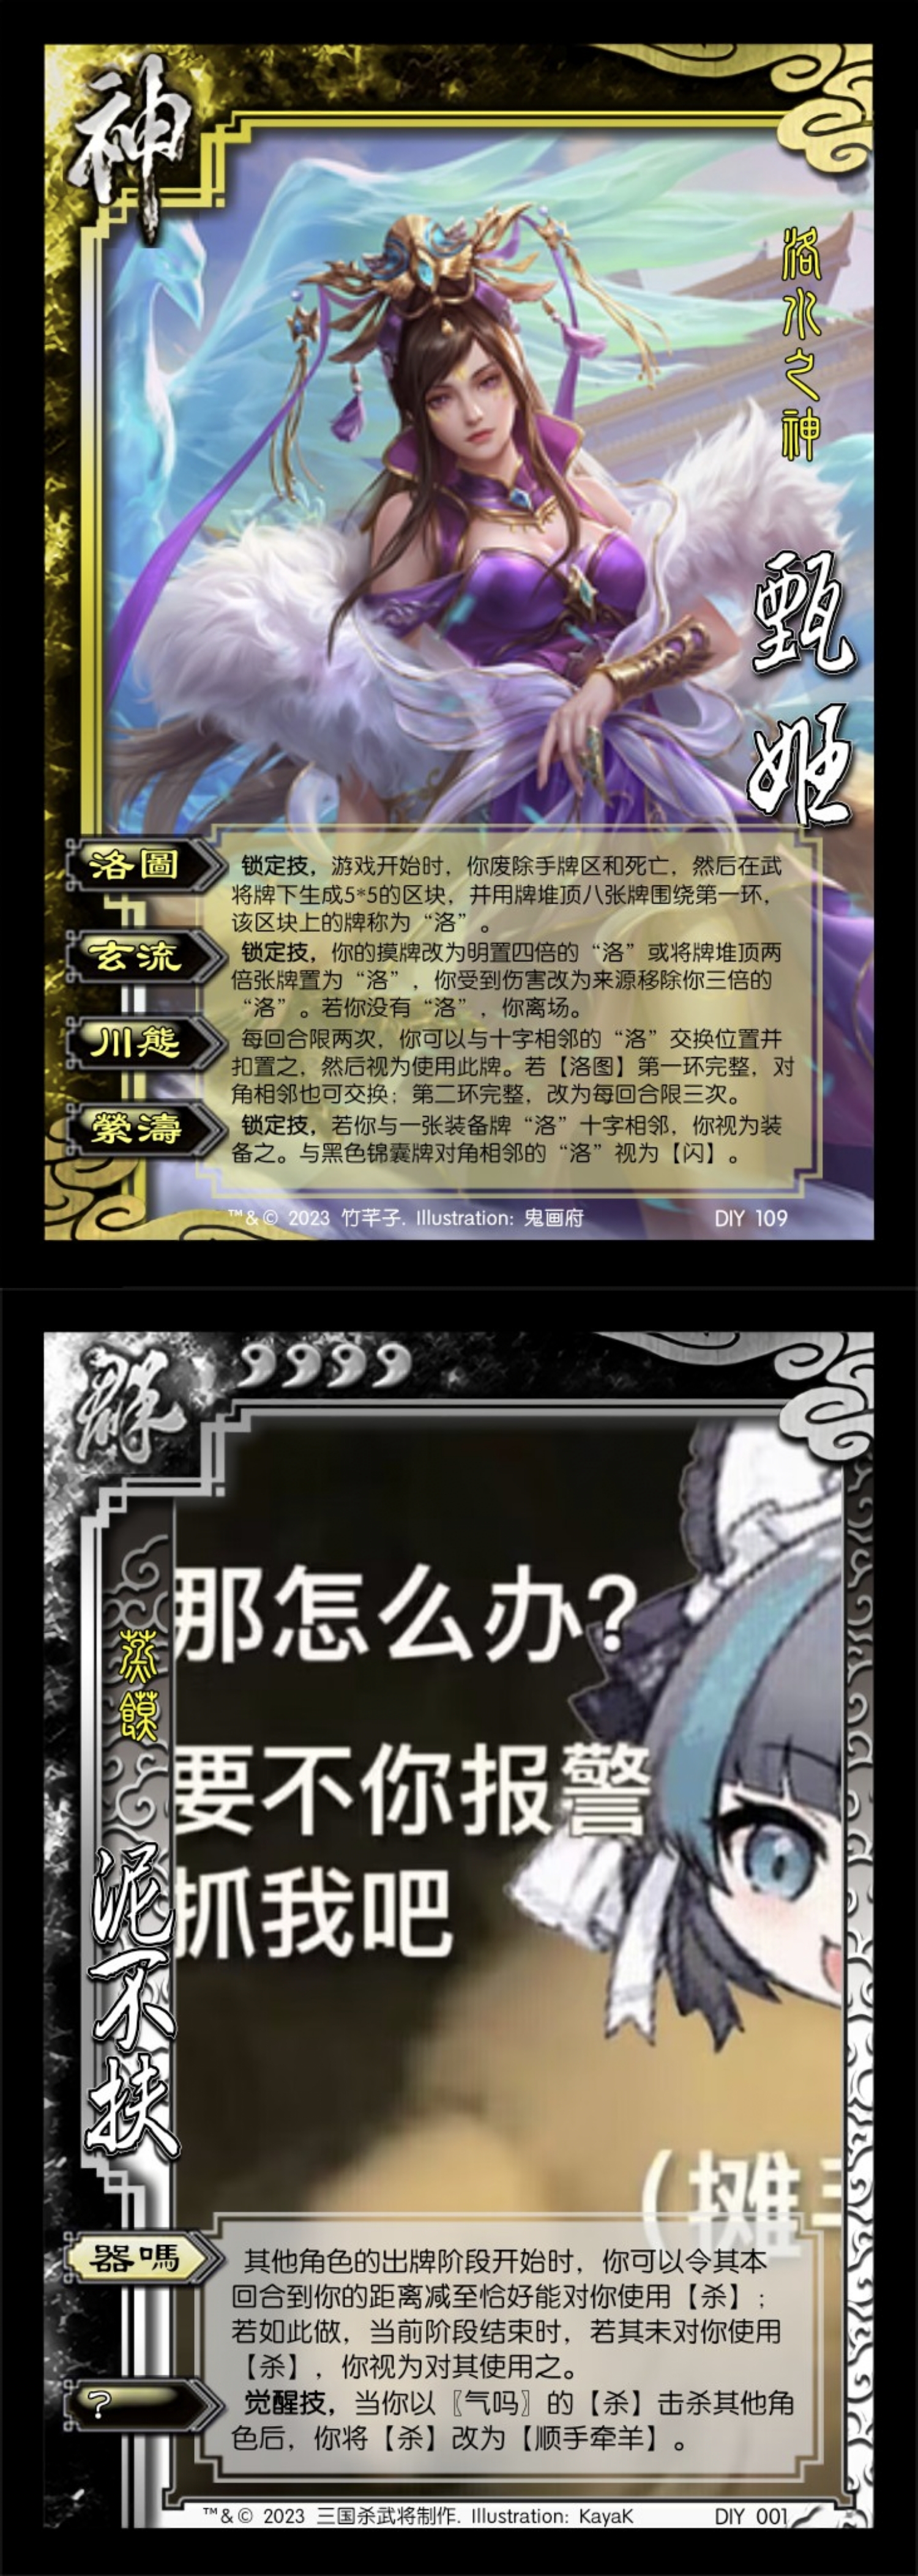 神
洛水之神
甄姬
洛圖
锁定技，游戏开始时，你废除手牌区和死亡，然后在武
将牌下生成5*5的区块，并用牌堆顶八张牌围绕第一环，
该区块上的牌称为“洛”。
玄流
锁定技，你的摸牌改为明置四倍的“洛”或将牌堆顶两
倍张牌置为“洛”，你受到伤害改为来源移除你三倍的
“洛”。若你没有“洛”，你离场。
川態
每回合限两次，你可以与十字相邻的“洛”交换位置并
扣置之，然后视为使用此牌。若【洛图】第一环完整，对
角相邻也可交换；第二环完整，改为每回合限三次。
縈濤
锁定技，若你与一张装备牌“洛”十字相邻，你视为装
备之。与黑色锦囊牌对角相邻的“洛”视为【闪】。
™&© 2023 竹芊子. Illustration: 鬼画府
DIY 109
群
那怎么办?
要不你报警
抓我吧
(摊手
蒸饃
泥不扶
器嗎
其他角色的出牌阶段开始时，你可以令其本
回合到你的距离减至恰好能对你使用【杀】；
若如此做，当前阶段结束时，若其未对你使用
【杀】，你视为对其使用之。
?
觉醒技，当你以〖气吗〗的【杀】击杀其他角
色后，你将【杀】改为【顺手牵羊】。
™&© 2023 三国杀武将制作. Illustration: KayaK
DIY 001